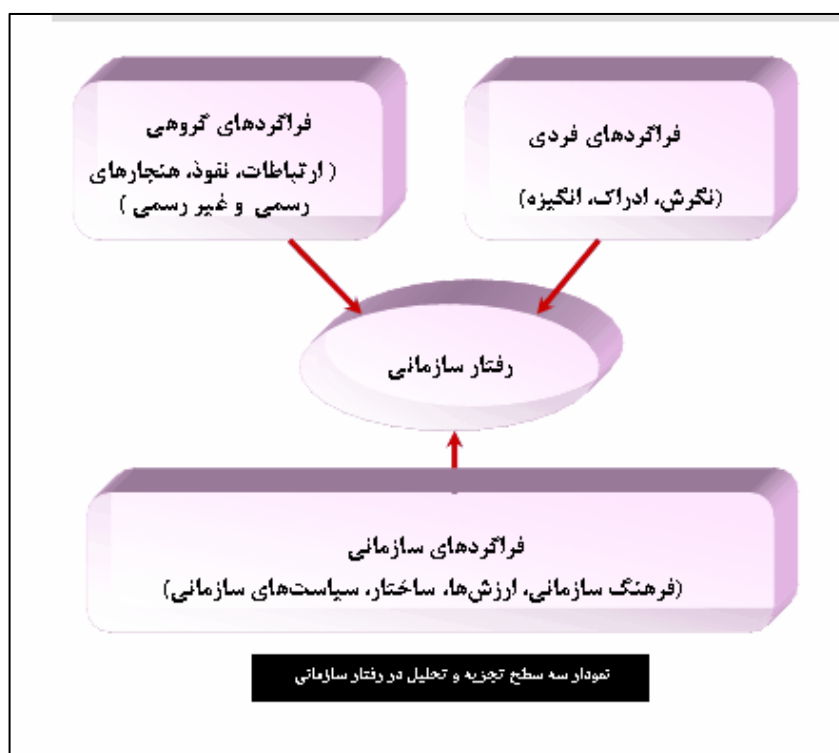 فراگردهای فردی
(نگرش، ادراک، انگیزه)
فراگردهای گروهی
( ارتباطات، نفوذ، هنجارهای
رسمی و غیر رسمی )
رفتار سازمانی
فراگردهای سازمانی
(فرهنگ سازمانی، ارزش‌ها، ساختار، سیاست‌های سازمانی)
نمودار سه سطح تجزیه و تحلیل در رفتار سازمانی